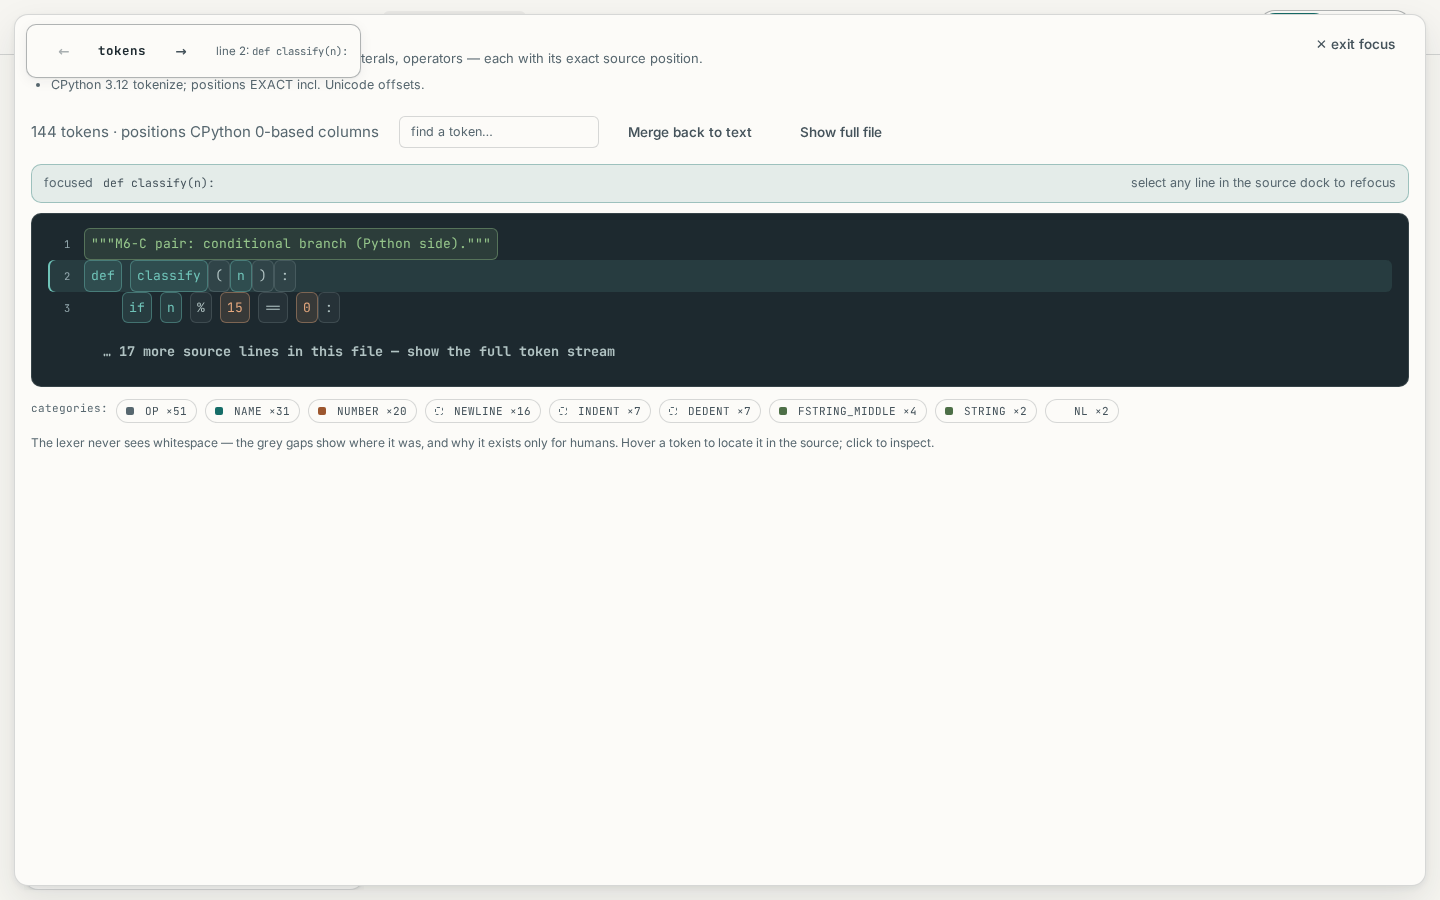 ← tokens → line 2: def classify(n):
✕ exit focus
terals, operators — each with its exact source position.
• CPython 3.12 tokenize; positions EXACT incl. Unicode offsets.
144 tokens · positions CPython 0-based columns
find a token…
Merge back to text
Show full file
focused def classify(n):
select any line in the source dock to refocus
1 """M6-C pair: conditional branch (Python side)."""
2 def classify ( n ) :
3 if n % 15 == 0 :
… 17 more source lines in this file — show the full token stream
categories: OP ×51 NAME ×31 NUMBER ×20 NEWLINE ×16 INDENT ×7 DEDENT ×7 FSTRING_MIDDLE ×4 STRING ×2 NL ×2
The lexer never sees whitespace — the grey gaps show where it was, and why it exists only for humans. Hover a token to locate it in the source; click to inspect.